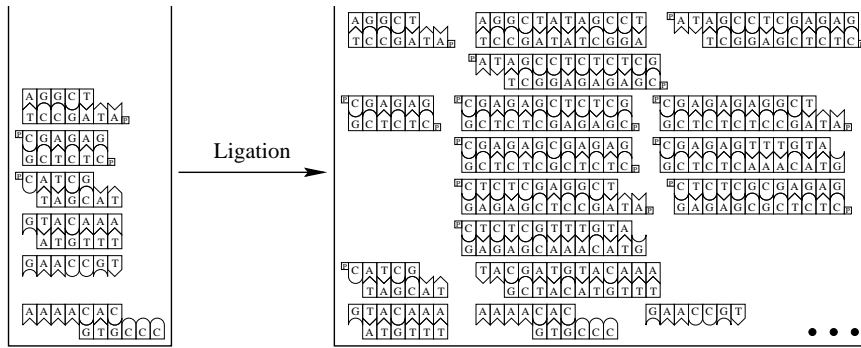 AGGCT
TCCGATA P
P CGAGAG
GCTCTC P
P CATCG
TAGCAT
GTACAAA
ATGTTT
GAACCGT
AAAACAC
GTGCCC
Ligation
AGGCT AGGCTATAGCCT P ATAGCCTCGAGAG
TCCGATA P TCCGATATCGGA TCGGAGCTCTC P
P ATAGCCTCTCTCG
TCGGAGAGAGC P
P CGAGAG P CGAGAGCTCTCG P CGAGAGAGGCT
GCTCTC P GCTCTCGAGAGC P GCTCTCTCCGATA P
P CGAGAGCGAGAG P CGAGAGTTTGTA
GCTCTCGCTCTC P GCTCTCAAACATG
P CTCTCGAGGCT P CTCTCGCGAGAG
GAGAGCTCCGATA P GAGAGCGCTCTC P
P CTCTCGTTTGTA
GAGAGCAAACATG
P CATCG TACGATGTACAAA
TAGCAT GCTACATGTTT
GTACAAA AAAACAC GAACCGT
ATGTTT GTGCCC